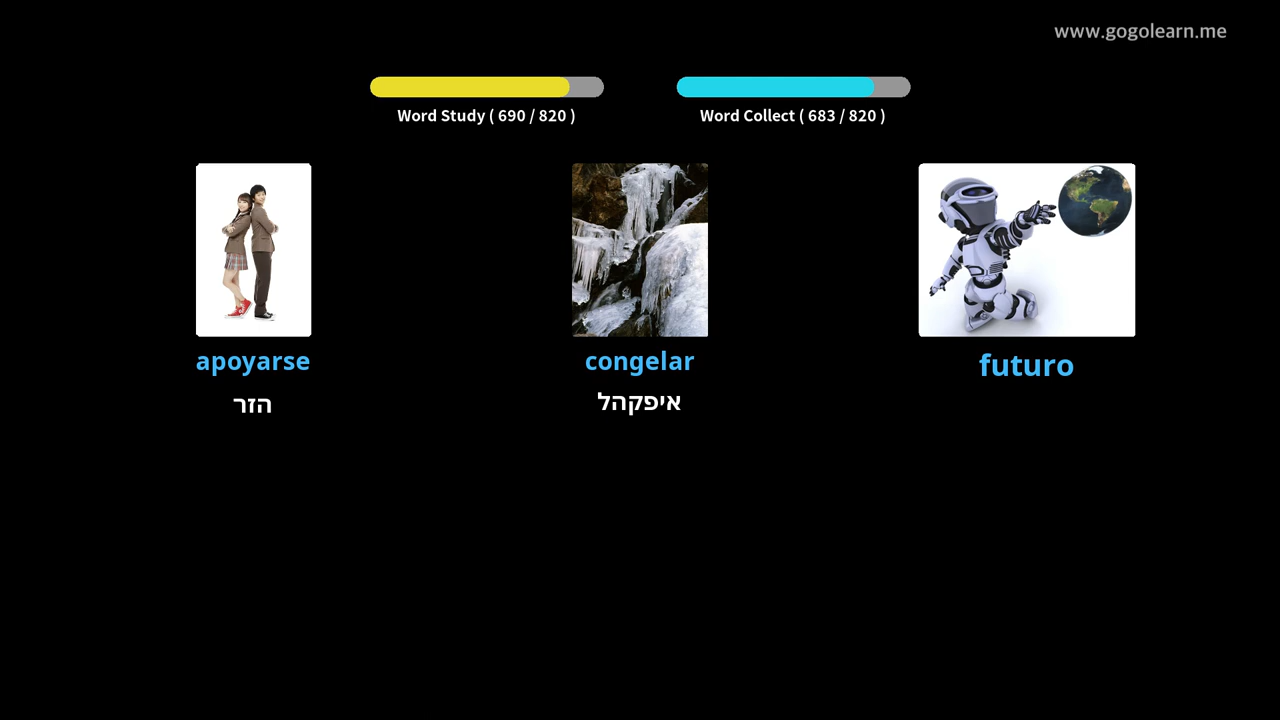 www.gogolearn.me
Word Study ( 690 / 820 )
Word Collect ( 683 / 820 )
apoyarse
הזר
congelar
איפקהל
futuro